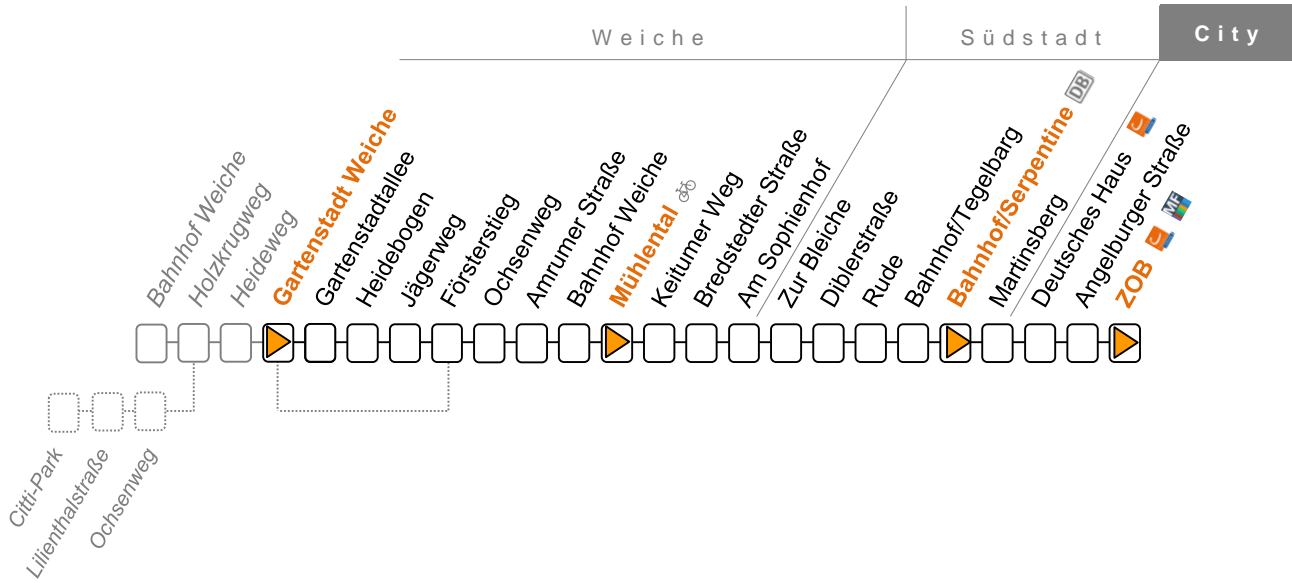 Weiche
Südstadt
City
Bahnhof Weiche
Holzkrugweg
Heideweg
Gartenstadt Weiche
Gartenstadtallee
Heidebogen
Jägerweg
Försterstieg
Ochsenweg
Amrumer Straße
Bahnhof Weiche
Mühlental
Keitumer Weg
Bredstedter Straße
Am Sophienhof
Zur Bleiche
Diblerstraße
Rude
Bahnhof/Tegelbarg
Bahnhof/Serpentine
DB
Martinsberg
Deutsches Haus
Angelburger Straße
ZOB
MF
Citti-Park
Lilienthalstraße
Ochsenweg